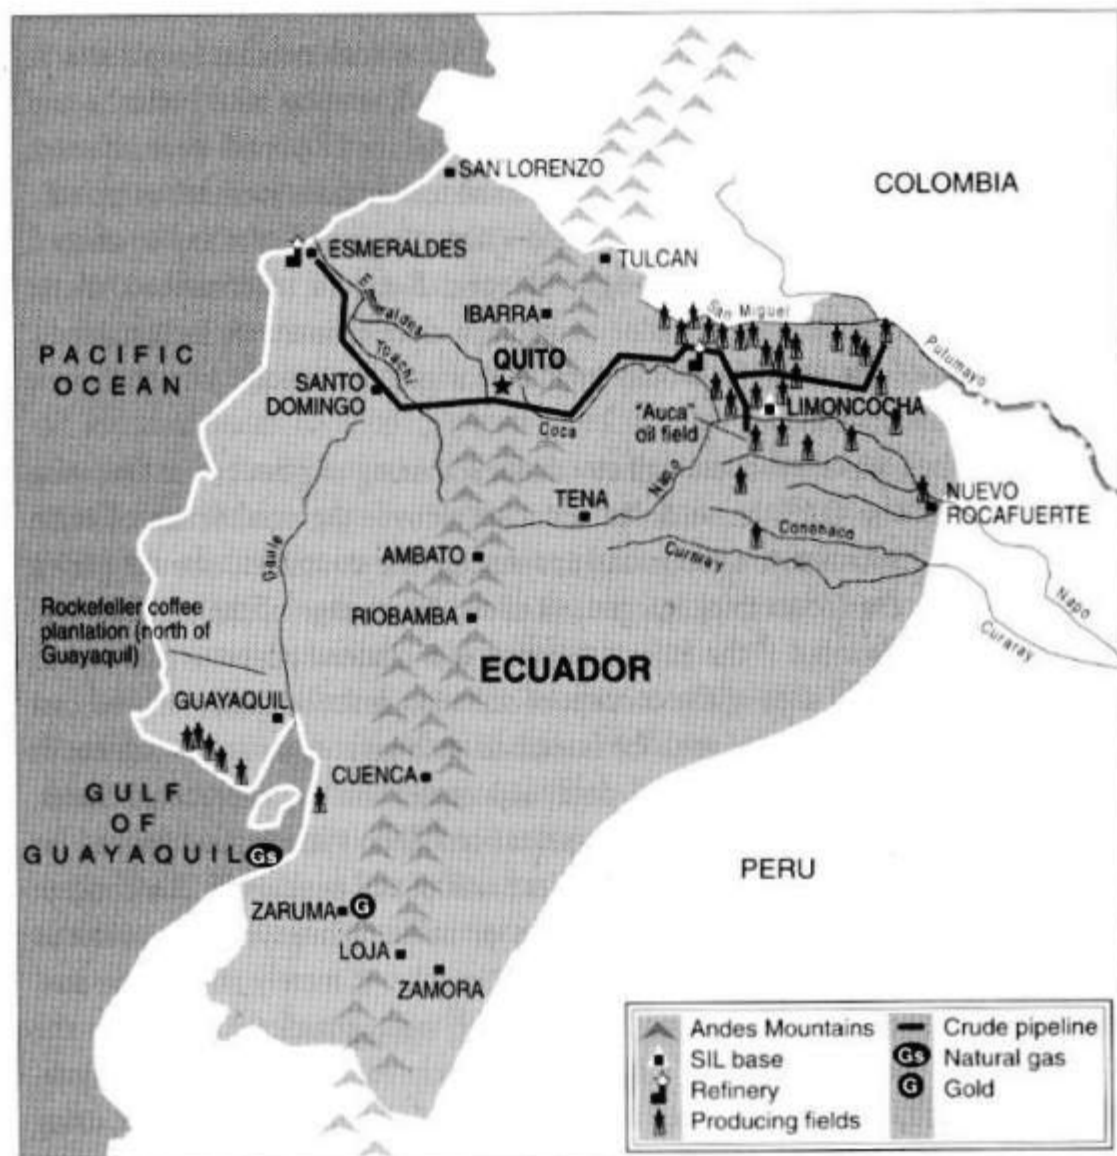 SAN LORENZO
COLOMBIA
ESMERALDES
TULCAN
Esmeraldes
IBARRA
San Miguel
PACIFIC
OCEAN
QUITO
Toachi
Putumayo
SANTO
DOMINGO
LIMONCOCHA
Coca
"Auca"
oil field
Napo
TENA
NUEVO
ROCAFUERTE
Daule
AMBATO
Conohaco
Curaray
Rockefeller coffee
plantation (north of
Guayaquil)
RIOBAMBA
Napo
Curaray
ECUADOR
GUAYAQUIL
CUENCA
GULF
OF
GUAYAQUIL Gs
PERU
ZARUMA G
LOJA
ZAMORA
Andes Mountains
SIL base
Refinery
Producing fields
Crude pipeline
Gs Natural gas
G Gold